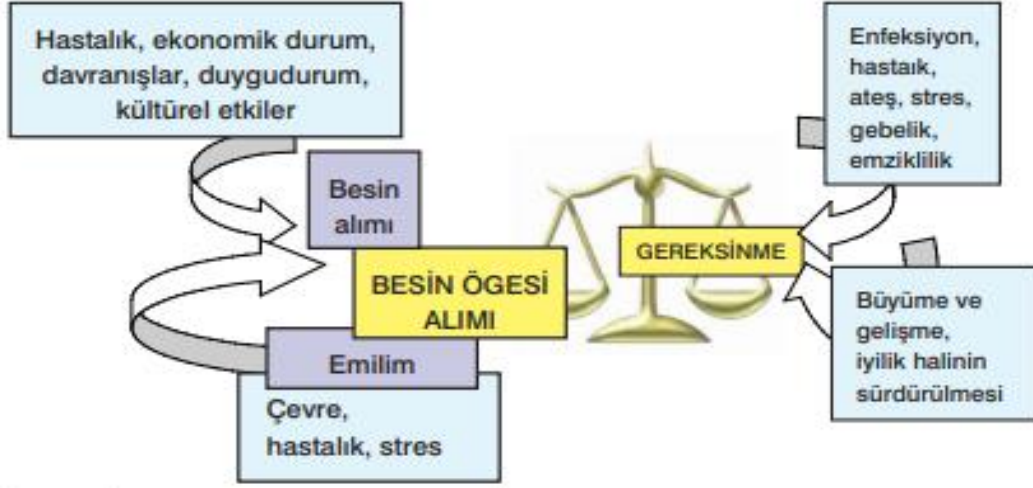 Hastalık, ekonomik durum,
davranışlar, duygudurum,
kültürel etkiler
Besin
alımı
BESİN ÖGESİ
ALIMI
Emilim
Çevre,
hastalık, stres
GEREKSİNME
Enfeksiyon,
hastaık,
ateş, stres,
gebelik,
emziklilik
Büyüme ve
gelişme,
iyilik halinin
sürdürülmesi